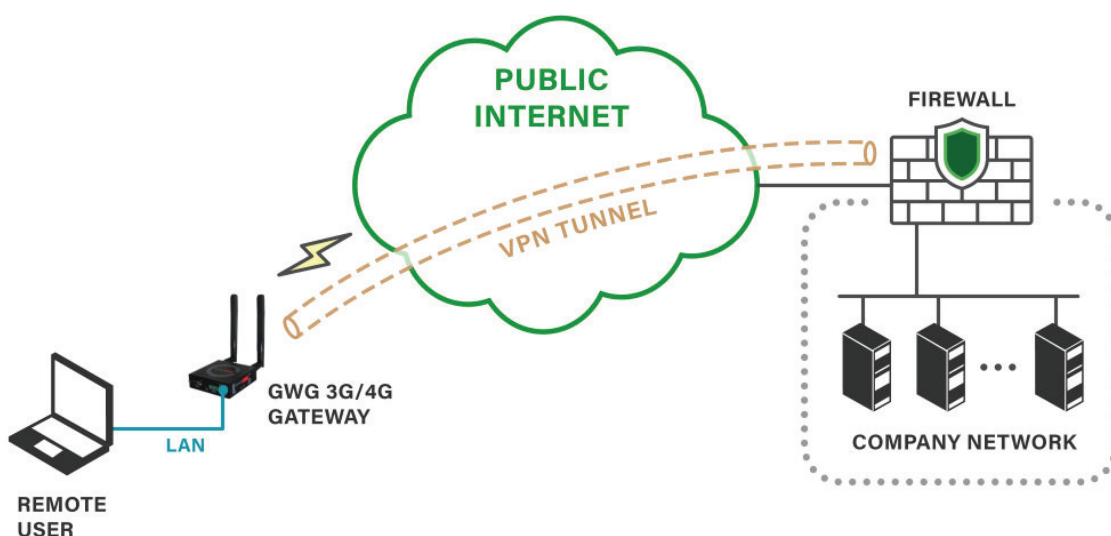 PUBLIC
INTERNET
FIREWALL
VPN TUNNEL
GWG 3G/4G
GATEWAY
LAN
COMPANY NETWORK
REMOTE
USER